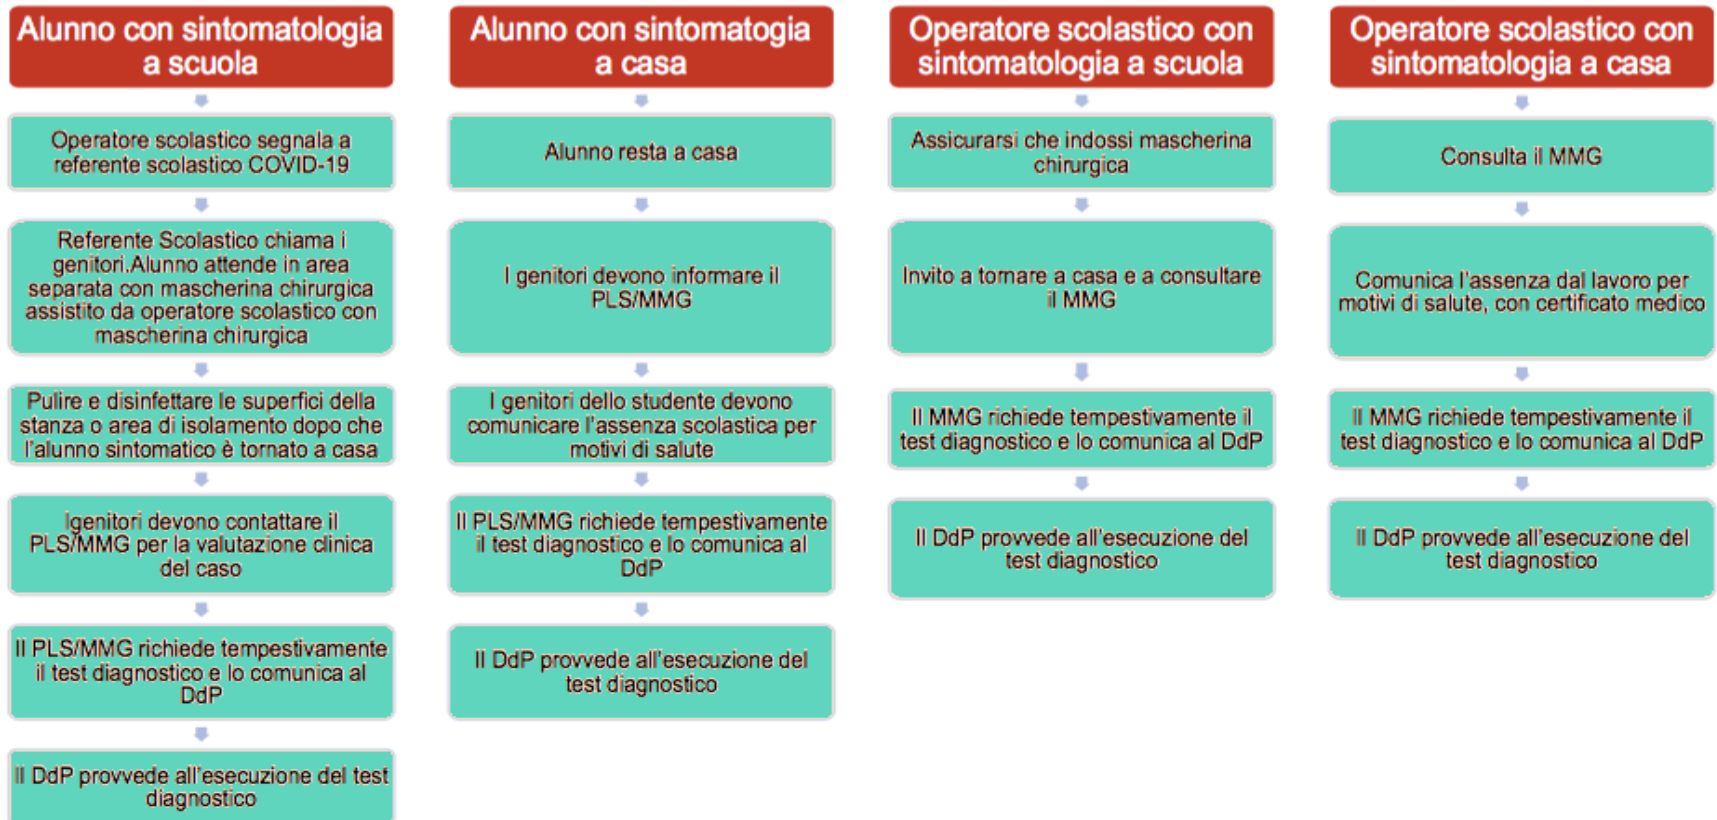 Alunno con sintomatologia
a scuola
Operatore scolastico segnala a
referente scolastico COVID-19
Referente Scolastico chiama i
genitori.Alunno attende in area
separata con mascherina chirurgica
assistito da operatore scolastico con
mascherina chirurgica
Pulire e disinfettare le superfici della
stanza o area di isolamento dopo che
l'alunno sintomatico è tornato a casa
Igenitori devono contattare il
PLS/MMG per la valutazione clinica
del caso
Il PLS/MMG richiede tempestivamente
il test diagnostico e lo comunica al
DdP
Il DdP provvede all'esecuzione del test
diagnostico
Alunno con sintomatogia
a casa
Alunno resta a casa
I genitori devono informare il
PLS/MMG
I genitori dello studente devono
comunicare l'assenza scolastica per
motivi di salute
Il PLS/MMG richiede tempestivamente
il test diagnostico e lo comunica al
DdP
Il DdP provvede all'esecuzione del
test diagnostico
Operatore scolastico con
sintomatologia a scuola
Assicurarsi che indossi mascherina
chirurgica
Invito a tornare a casa e a consultare
il MMG
Il MMG richiede tempestivamente il
test diagnostico e lo comunica al DdP
Il DdP provvede all'esecuzione del
test diagnostico
Operatore scolastico con
sintomatologia a casa
Consulta il MMG
Comunica l'assenza dal lavoro per
motivi di salute, con certificato medico
Il MMG richiede tempestivamente il
test diagnostico e lo comunica al DdP
Il DdP provvede all'esecuzione del
test diagnostico